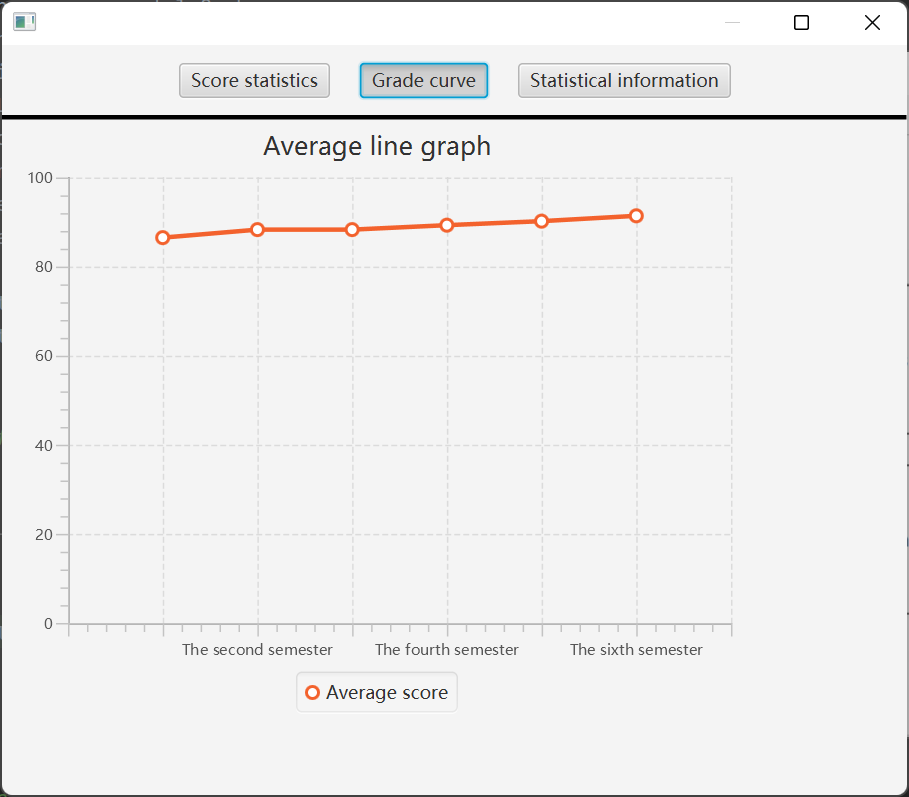 Score statistics
Grade curve
Statistical information
Average line graph
100
80
60
40
20
0
The second semester
The fourth semester
The sixth semester
Average score